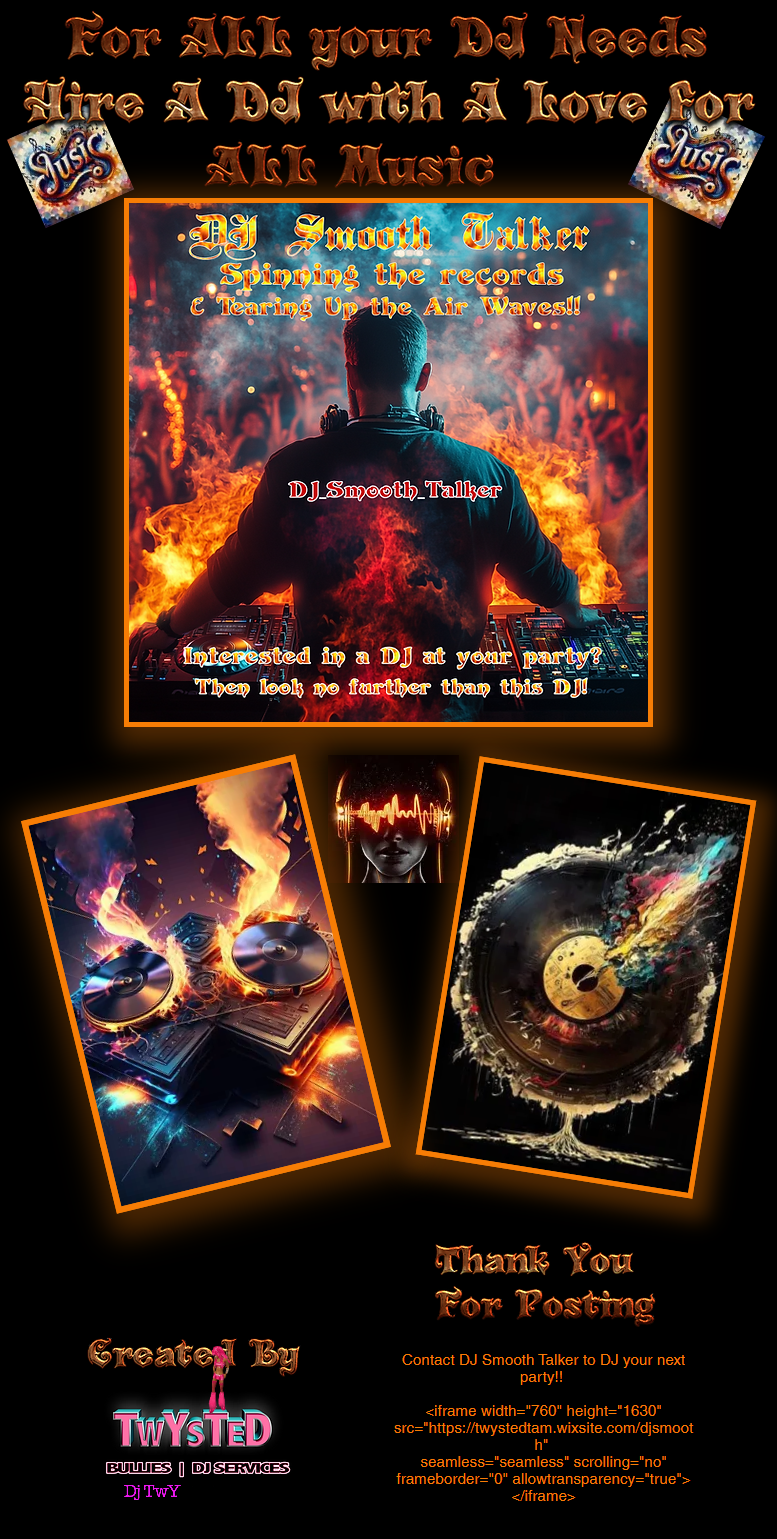 For ALL your DJ Needs
Hire A DJ with A Love for
ALL Music
Music
Music
DJ Smooth Talker
Spinning the records
& Tearing Up the Air Waves!!
DJ_Smooth_Talker
Interested in a DJ at your party?
Then look no further than this DJ!
Thank You
For Posting
Created By
TWYSTED
BULLIES | DJ SERVICES
Dj TwY
Contact DJ Smooth Talker to DJ your next
party!!
<iframe width="760" height="1630"
src="https://twystedtam.wixsite.com/djsmoot
h"
seamless="seamless" scrolling="no"
frameborder="0" allowtransparency="true">
</iframe>